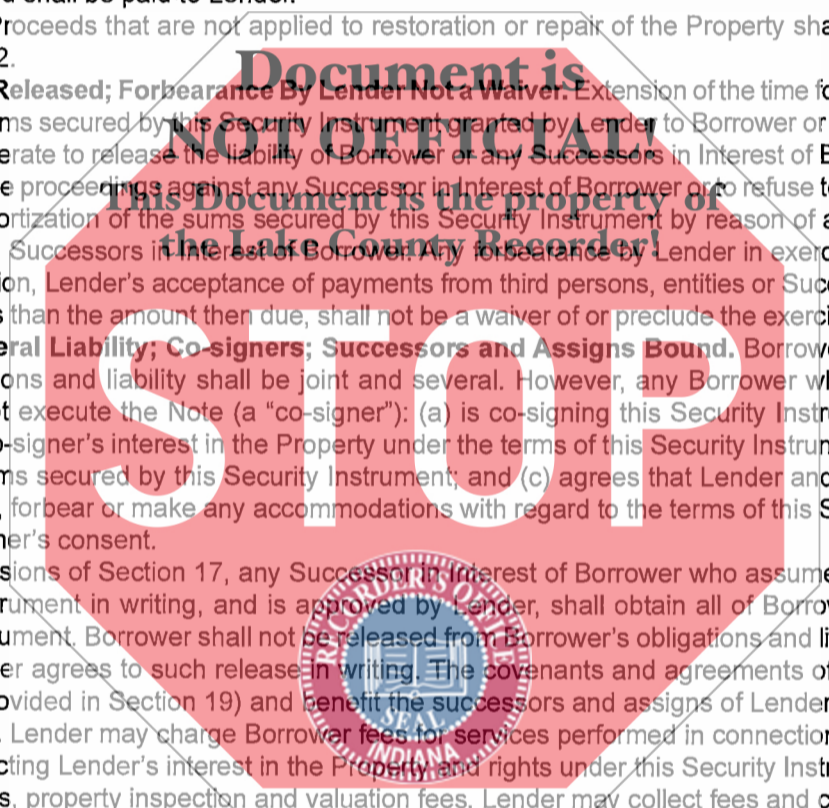 d shall be paid to Lender.
Proceeds that are not applied to restoration or repair of the Property sha
2.
Document is
Released; Forbearance By Lender Not a Waiver. Extension of the time fo
ms secured by this Security Instrument granted by Lender to Borrower or
NOT OFFICIAL!
erate to release the liability of Borrower or any Successors in Interest of B
e proceedings against any Successor in Interest of Borrower or to refuse t
This Document is the property of
ortization of the sums secured by this Security Instrument by reason of a
the Lake County Recorder!
Successors in Interest of Borrower. Any forbearance by Lender in exerc
on, Lender's acceptance of payments from third persons, entities or Succ
s than the amount then due, shall not be a waiver of or preclude the exerci
eral Liability; Co-signers; Successors and Assigns Bound. Borrowe
ons and liability shall be joint and several. However, any Borrower wh
STOP
t execute the Note (a “co-signer”): (a) is co-signing this Security Instr
o-signer's interest in the Property under the terms of this Security Instrum
ms secured by this Security Instrument; and (c) agrees that Lender and
, forbear or make any accommodations with regard to the terms of this S
ner's consent.
sions of Section 17, any Successor in Interest of Borrower who assume
rument in writing, and is approved by Lender, shall obtain all of Borrov
ument. Borrower shall not be released from Borrower's obligations and li
er agrees to such release in writing. The covenants and agreements of
ovided in Section 19) and benefit the successors and assigns of Lender
. Lender may charge Borrower fees for services performed in connection
cting Lender's interest in the Property and rights under this Security Instr
s, property inspection and valuation fees. Lender may collect fees and o
RECORDER'S OFFICE
SEAL
INDIANA